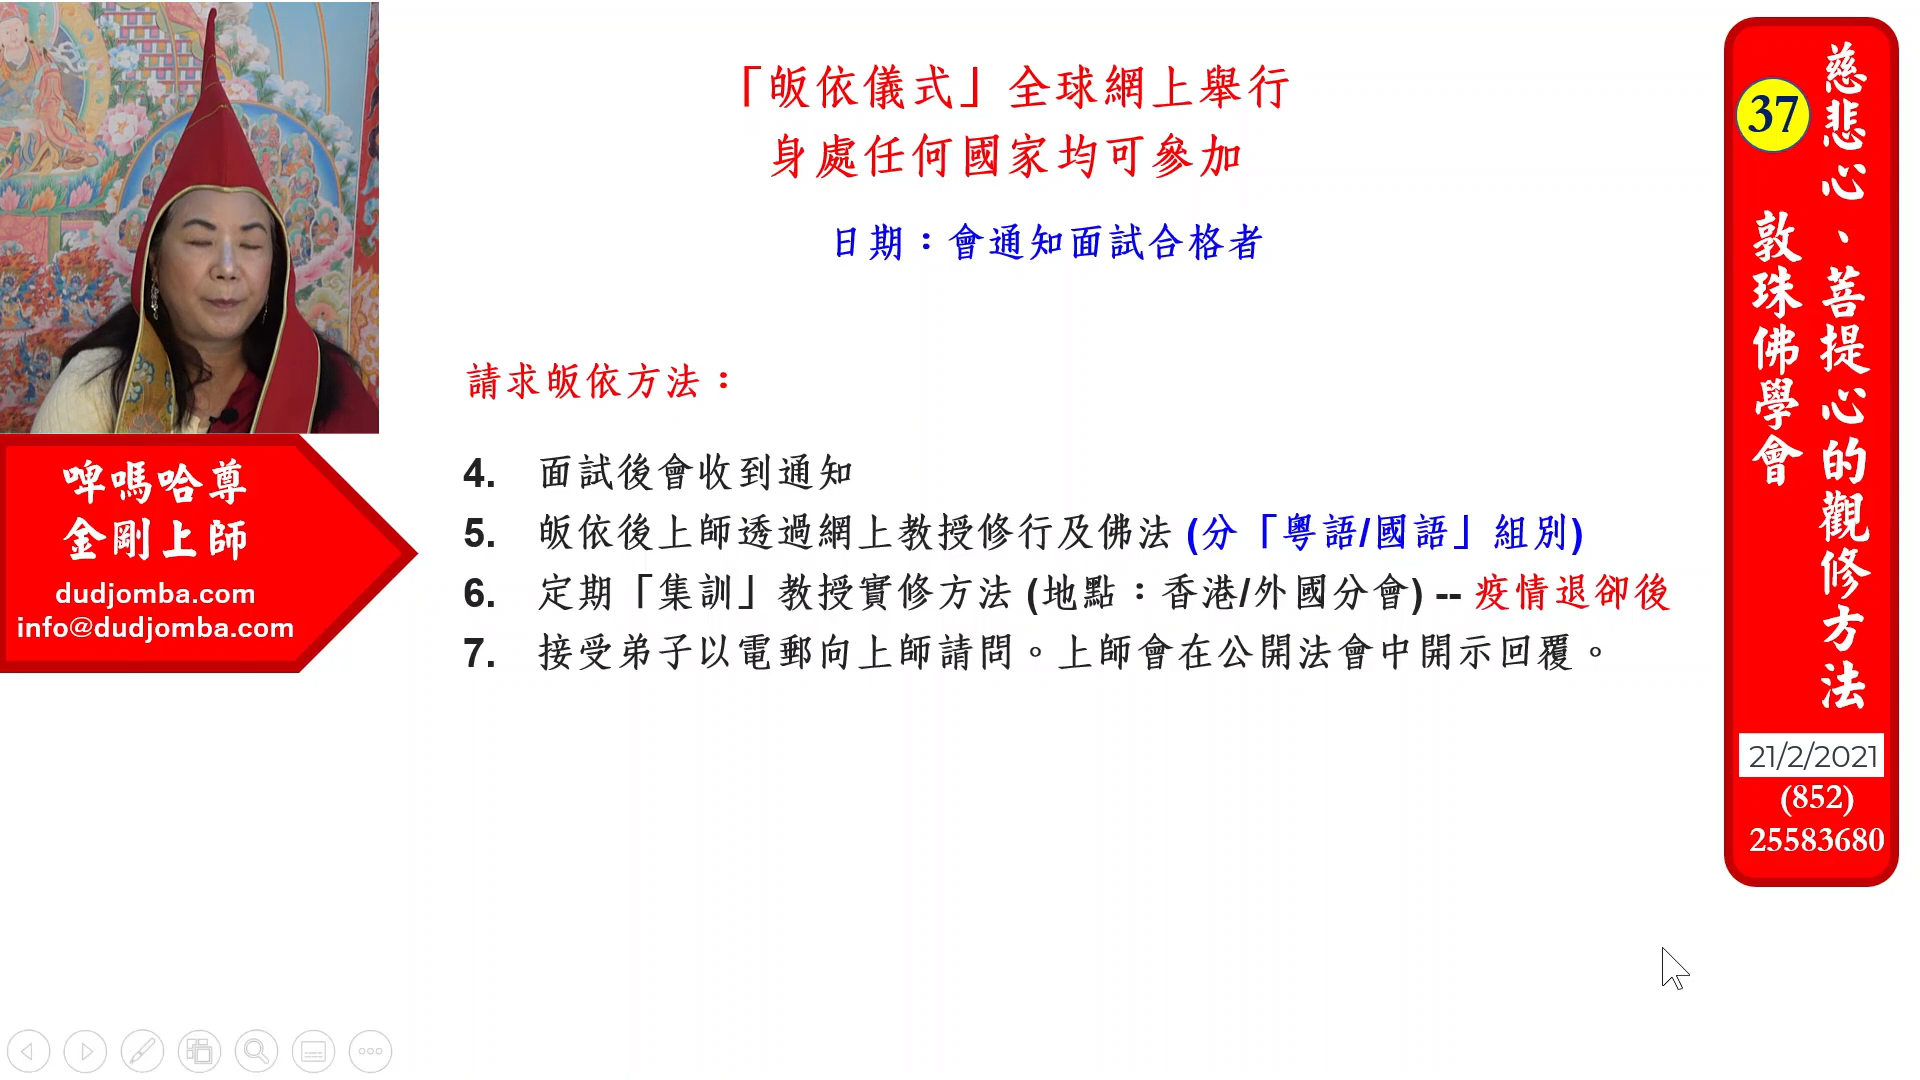 「皈依儀式」全球網上舉行
身處任何國家均可參加
日期：會通知面試合格者
請求皈依方法：
4. 面試後會收到通知
5. 皈依後上師透過網上教授修行及佛法 (分「粵語/國語」組別)
6. 定期「集訓」教授實修方法 (地點：香港/外國分會) -- 疫情退卻後
7. 接受弟子以電郵向上師請問。上師會在公開法會中開示回覆。
啤嗎哈尊
金剛上師
dudjomba.com
info@dudjomba.com
慈悲心、菩提心的觀修方法
37
敦珠佛學會
21/2/2021
(852)
25583680